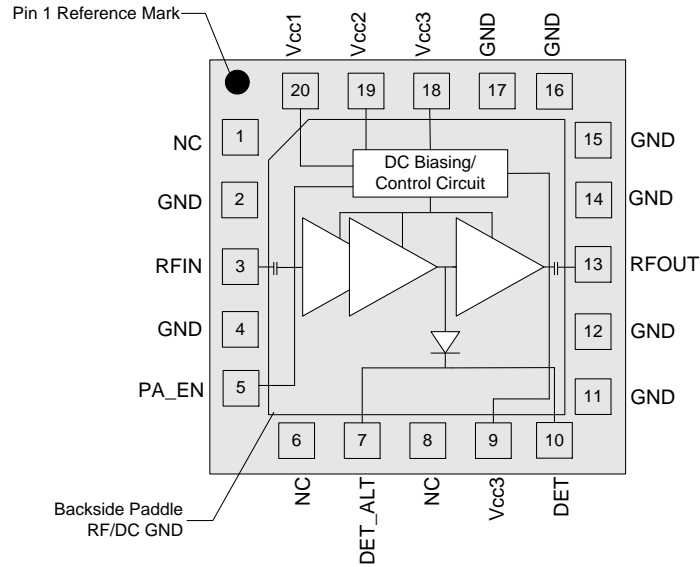 Pin 1 Reference Mark
Vcc1
Vcc2
Vcc3
GND
GND
20
19
18
17
16
NC
1
15
GND
DC Biasing/
Control Circuit
GND
2
14
GND
RFIN
3
13
RFOUT
GND
4
12
GND
PA_EN
5
11
GND
6
7
8
9
10
NC
DET_ALT
NC
Vcc3
DET
Backside Paddle
RF/DC GND